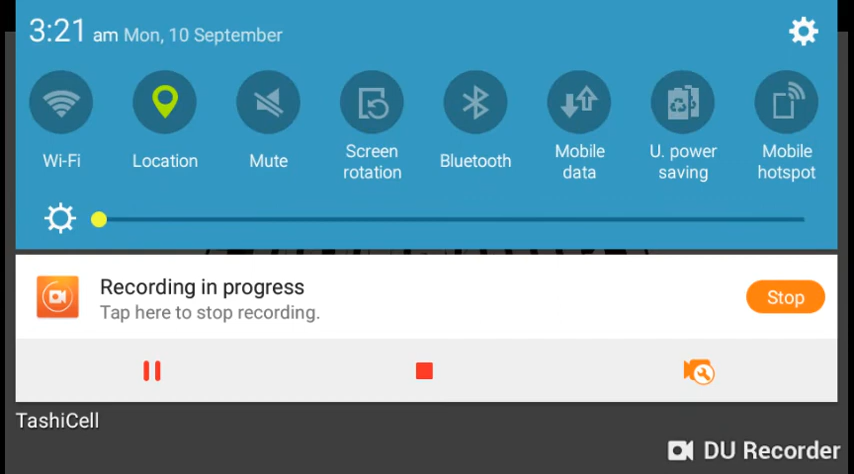 3:21 am Mon, 10 September
Wi-Fi
Location
Mute
Screen
rotation
Bluetooth
Mobile
data
U. power
saving
Mobile
hotspot
Recording in progress
Tap here to stop recording.
Stop
TashiCell
DU Recorder